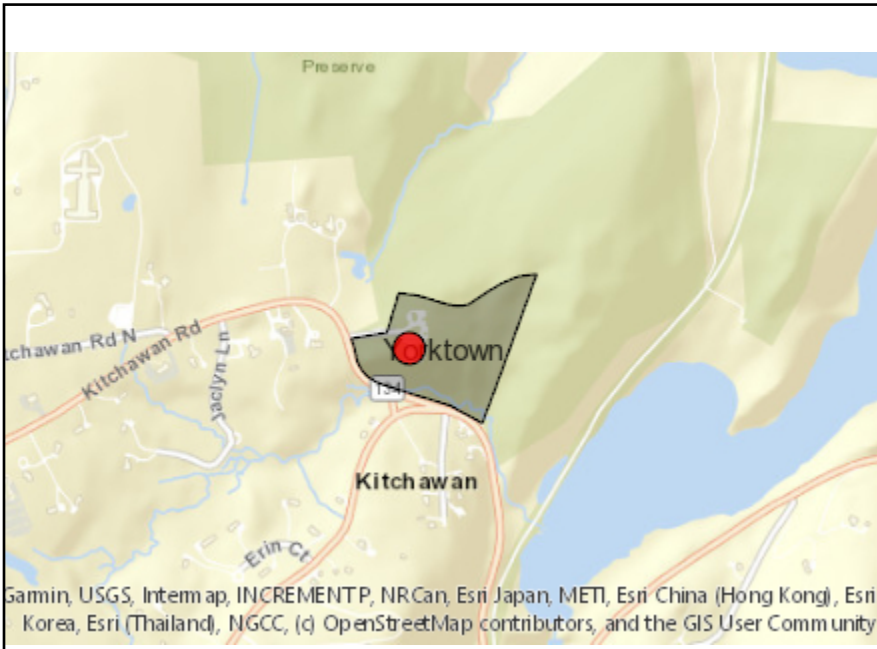 Preserve
tchawan Rd N
Kitchawan Rd
Jaclyn Ln
Yorktown
134
Kitchawan
Erin Ct
Garmin, USGS, Intermap, INCREMENT P, NRCan, Esri Japan, METI, Esri China (Hong Kong), Esri
Korea, Esri (Thailand), NGCC, (c) OpenStreetMap contributors, and the GIS User Community